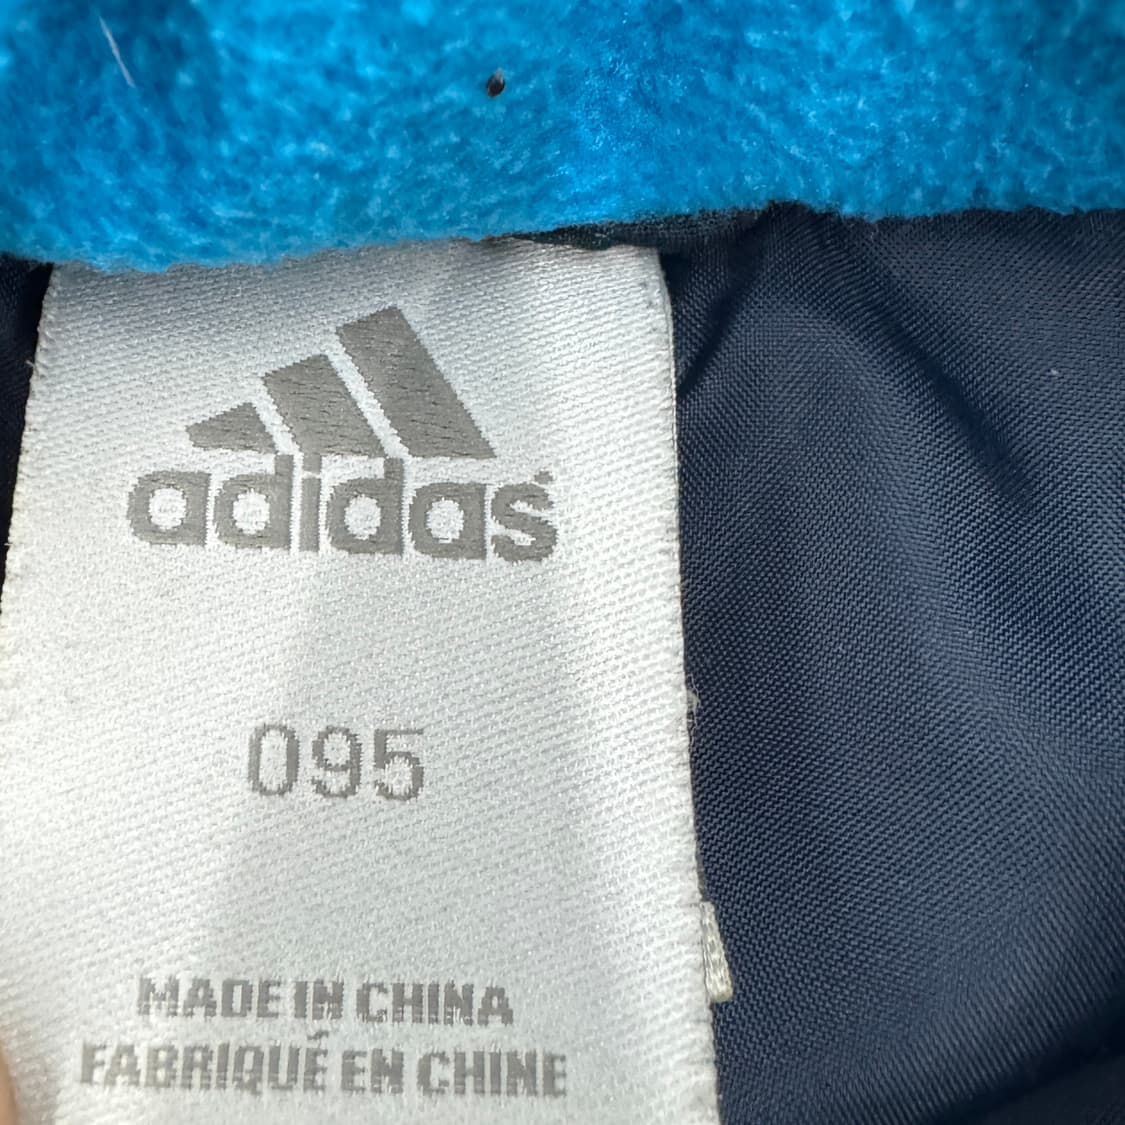 adidas
095
MADE IN CHINA
FABRIQUÉ EN CHINE